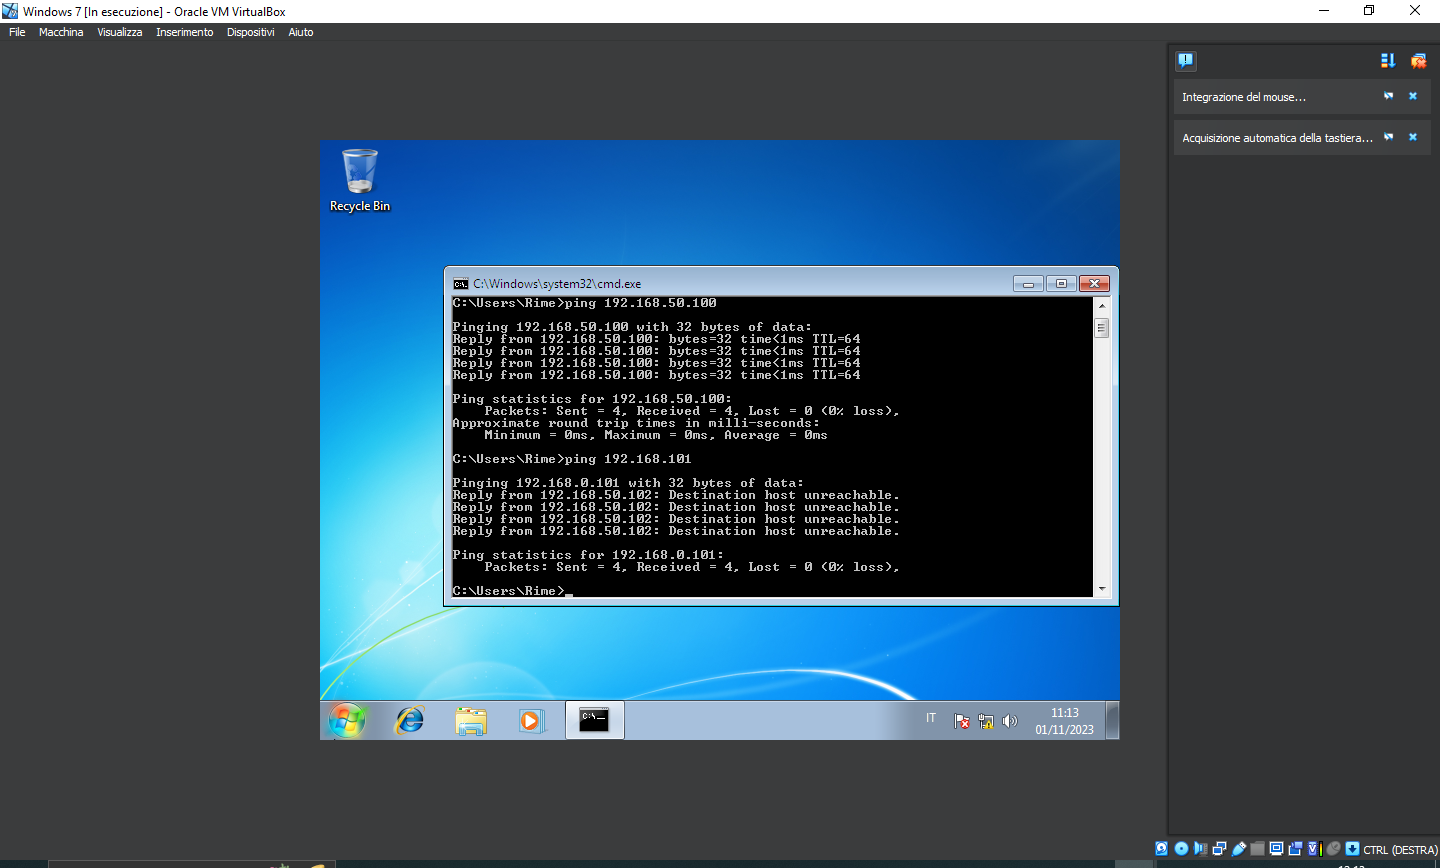 Windows 7 [In esecuzione] - Oracle VM VirtualBox
File Macchina Visualizza Inserimento Dispositivi Aiuto
Integrazione del mouse...
Acquisizione automatica della tastiera...
Recycle Bin
C:\Windows\system32\cmd.exe
C:\Users\Rime>ping 192.168.50.100
Pinging 192.168.50.100 with 32 bytes of data:
Reply from 192.168.50.100: bytes=32 time<1ms TTL=64
Reply from 192.168.50.100: bytes=32 time<1ms TTL=64
Reply from 192.168.50.100: bytes=32 time<1ms TTL=64
Reply from 192.168.50.100: bytes=32 time<1ms TTL=64
Ping statistics for 192.168.50.100:
Packets: Sent = 4, Received = 4, Lost = 0 (0% loss),
Approximate round trip times in milli-seconds:
Minimum = 0ms, Maximum = 0ms, Average = 0ms
C:\Users\Rime>ping 192.168.101
Pinging 192.168.0.101 with 32 bytes of data:
Reply from 192.168.50.102: Destination host unreachable.
Reply from 192.168.50.102: Destination host unreachable.
Reply from 192.168.50.102: Destination host unreachable.
Reply from 192.168.50.102: Destination host unreachable.
Ping statistics for 192.168.0.101:
Packets: Sent = 4, Received = 4, Lost = 0 (0% loss),
C:\Users\Rime>_
C:\_
IT
11:13
01/11/2023
CTRL (DESTRA)